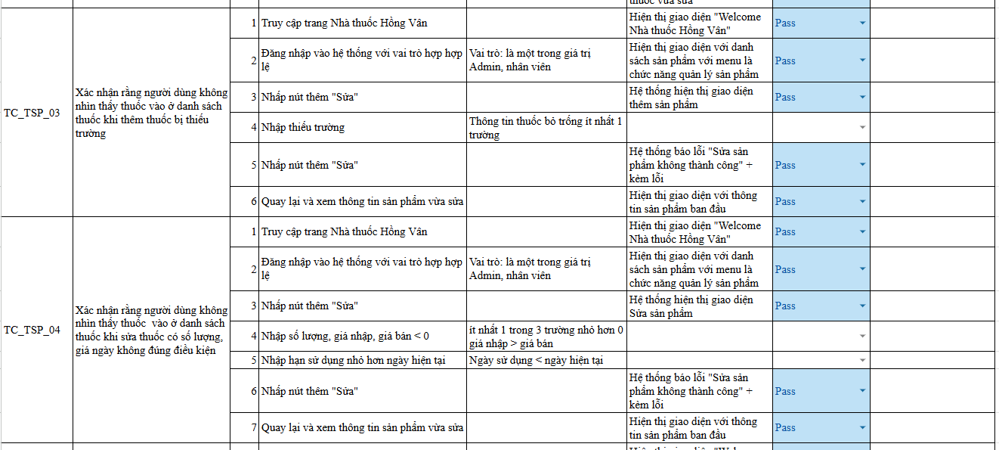 thuốc vừa sửa
1 Truy cập trang Nhà thuốc Hồng Vân
Hiện thị giao diện "Welcome
Nhà thuốc Hồng Vân"
Pass
2 Đăng nhập vào hệ thống với vai trò hợp hợp
lệ
Vai trò: là một trong giá trị
Admin, nhân viên
Hiện thị giao diện với danh
sách sản phẩm với menu là
chức năng quản lý sản phẩm
Pass
TC_TSP_03
Xác nhận rằng người dùng không
nhìn thấy thuốc vào ở danh sách
thuốc khi thêm thuốc bị thiếu
trường
3 Nhấp nút thêm "Sửa"
Hệ thống hiện thị giao diện
thêm sản phẩm
Pass
4 Nhập thiếu trường
Thông tin thuốc bỏ trống ít nhất 1
trường
5 Nhấp nút thêm "Sửa"
Hệ thống báo lỗi "Sửa sản
phẩm không thành công" +
kèm lỗi
Pass
6 Quay lại và xem thông tin sản phẩm vừa sửa
Hiện thị giao diện với thông
tin sản phẩm ban đầu
Pass
1 Truy cập trang Nhà thuốc Hồng Vân
Hiện thị giao diện "Welcome
Nhà thuốc Hồng Vân"
Pass
2 Đăng nhập vào hệ thống với vai trò hợp hợp
lệ
Vai trò: là một trong giá trị
Admin, nhân viên
Hiện thị giao diện với danh
sách sản phẩm với menu là
chức năng quản lý sản phẩm
Pass
TC_TSP_04
Xác nhận rằng người dùng không
nhìn thấy thuốc vào ở danh sách
thuốc khi sửa thuốc có số lượng,
giá ngày không đúng điều kiện
3 Nhấp nút thêm "Sửa"
Hệ thống hiện thị giao diện
Sửa sản phẩm
Pass
4 Nhập số lượng, giá nhập, giá bán < 0
ít nhất 1 trong 3 trường nhỏ hơn 0
giá nhập > giá bán
5 Nhập hạn sử dụng nhỏ hơn ngày hiện tại
Ngày sử dụng < ngày hiện tại
6 Nhấp nút thêm "Sửa"
Hệ thống báo lỗi "Sửa sản
phẩm không thành công" +
kèm lỗi
Pass
7 Quay lại và xem thông tin sản phẩm vừa sửa
Hiện thị giao diện với thông
tin sản phẩm ban đầu
Pass